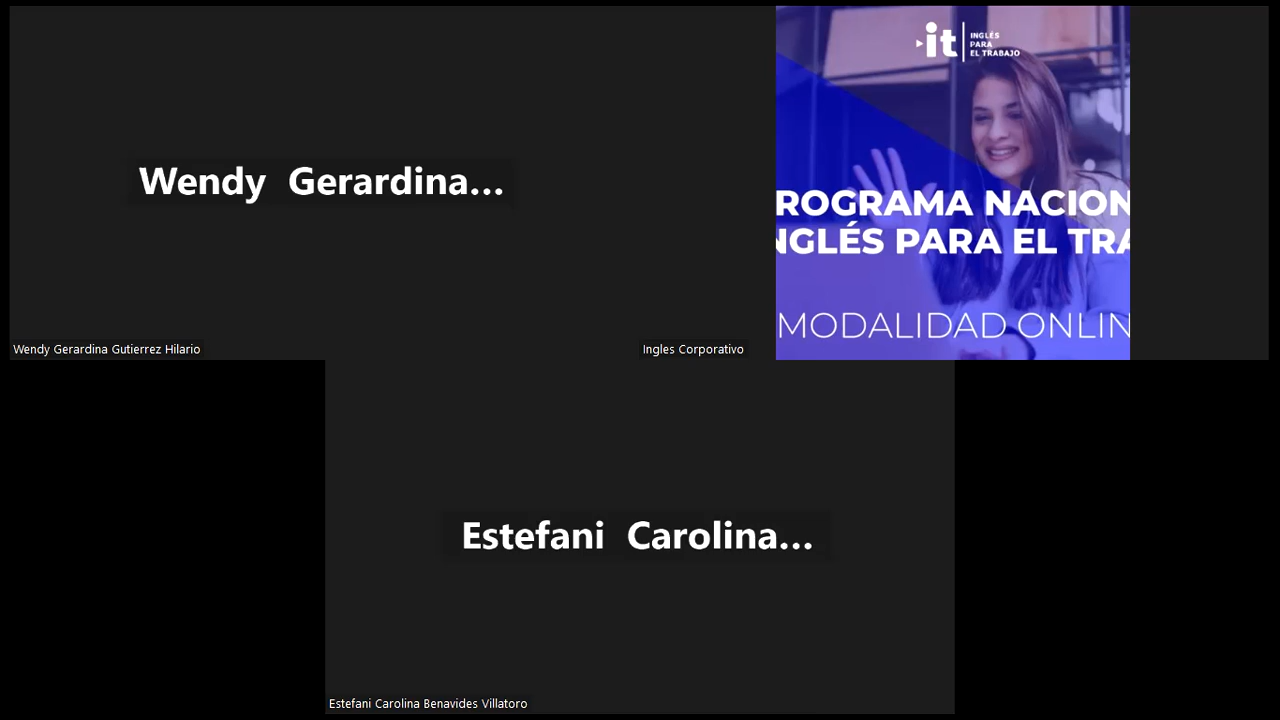 Wendy Gerardina...
Wendy Gerardina Gutierrez Hilario
it
INGLÉS
PARA
EL TRABAJO
ROGRAMA NACION
NGLÉS PARA EL TRA
MODALIDAD ONLIN
Ingles Corporativo
Estefani Carolina...
Estefani Carolina Benavides Villatoro